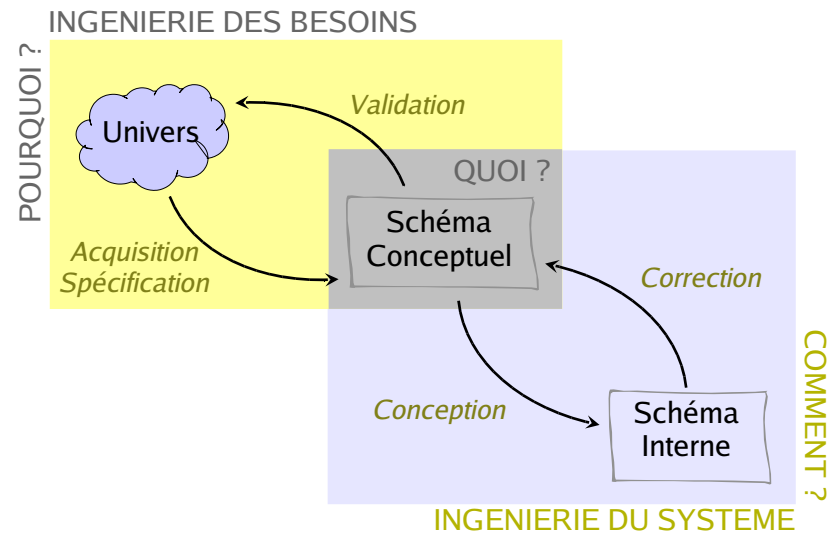 INGENIERIE DES BESOINS
POURQUOI ?
Validation
Univers
QUOI ?
Schéma
Conceptuel
Acquisition
Spécification
Correction
COMMENT ?
Conception
Schéma
Interne
INGENIERIE DU SYSTEME